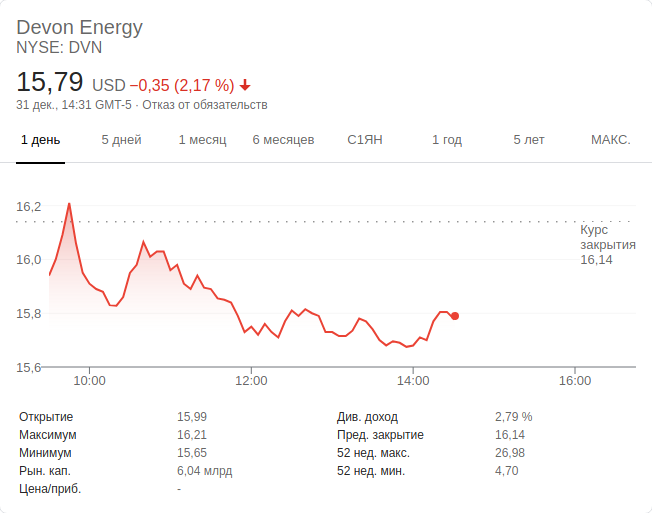 Devon Energy
NYSE: DVN
15,79 USD −0,35 (2,17 %)
31 дек., 14:31 GMT-5 · Отказ от обязательств
1 день 5 дней 1 месяц 6 месяцев С1ЯН 1 год 5 лет МАКС.
16,2
Курс
закрытия
16,14
16,0
15,8
15,6
10:00 12:00 14:00 16:00
Открытие 15,99 Див. доход 2,79 %
Максимум 16,21 Пред. закрытие 16,14
Минимум 15,65 52 нед. макс. 26,98
Рын. кап. 6,04 млрд 52 нед. мин. 4,70
Цена/приб. -